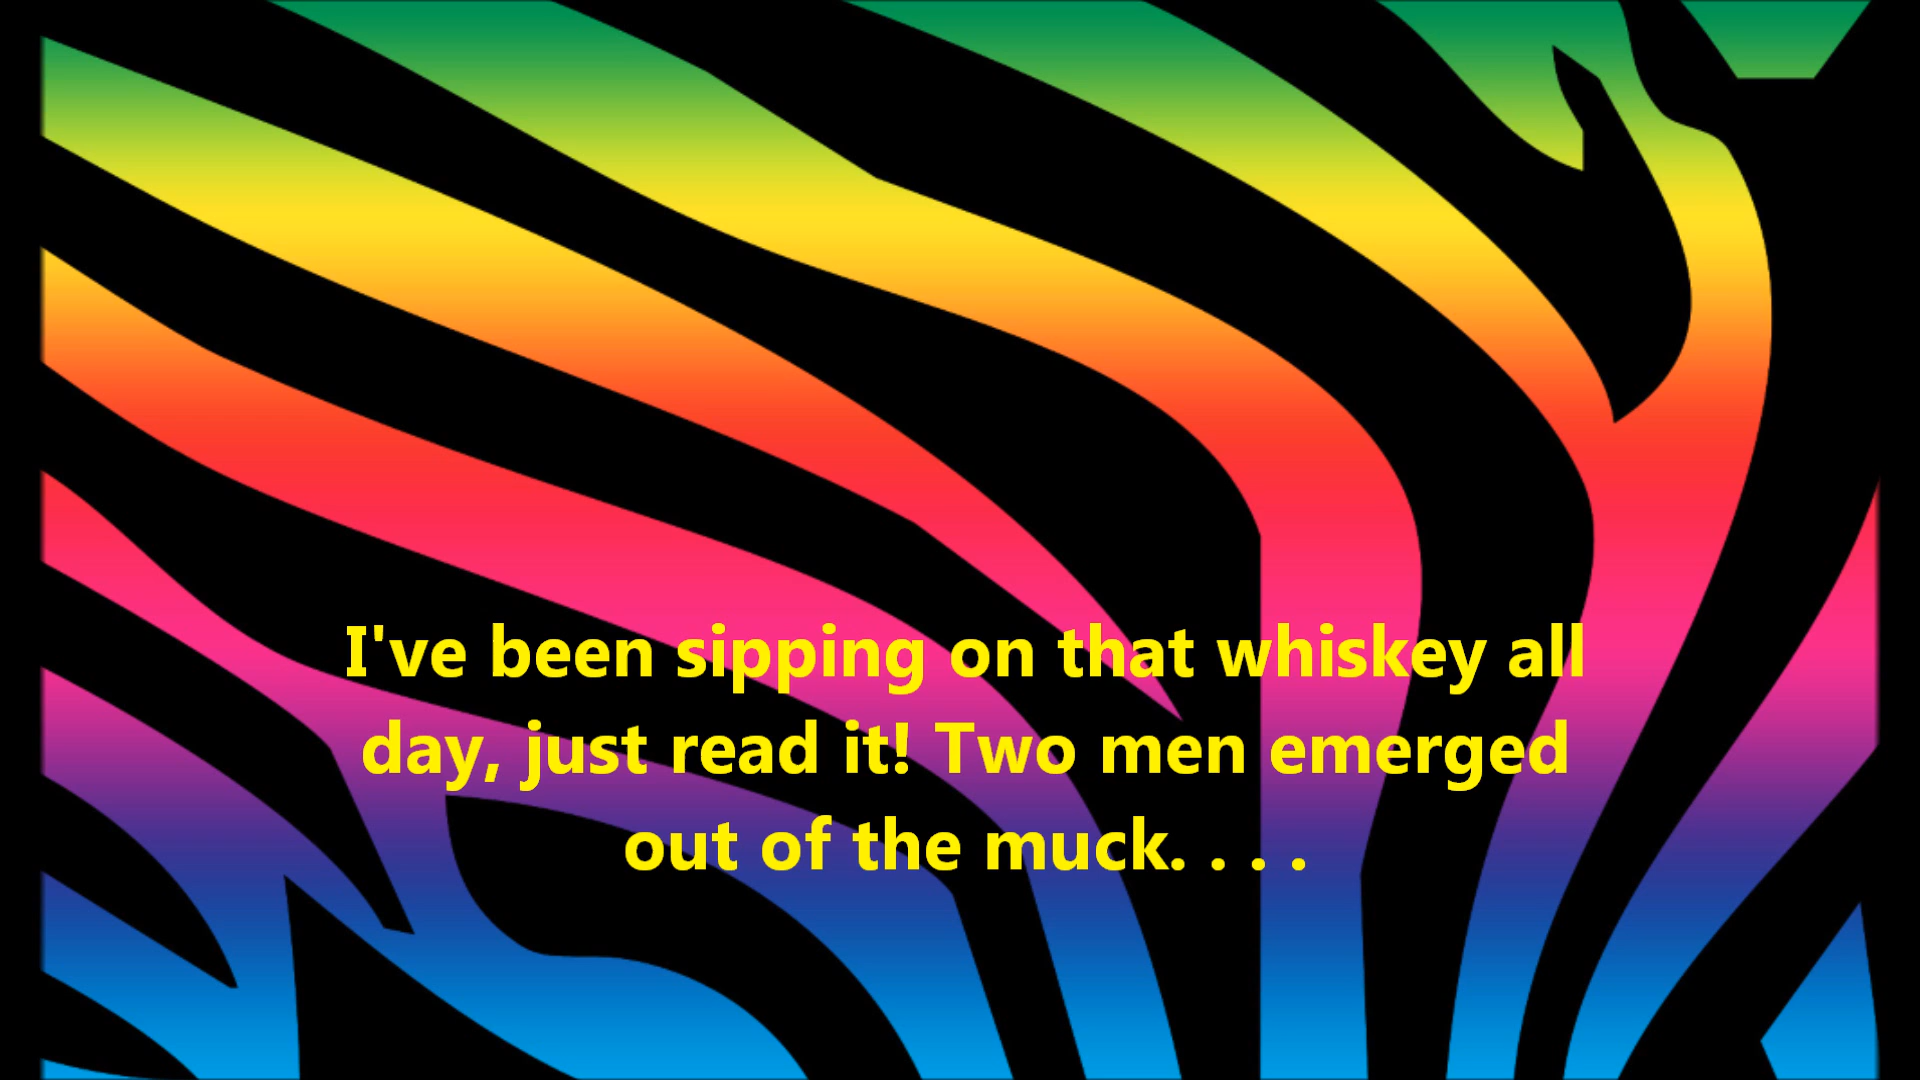 I've been sipping on that whiskey all
day, just read it! Two men emerged
out of the muck. . . .